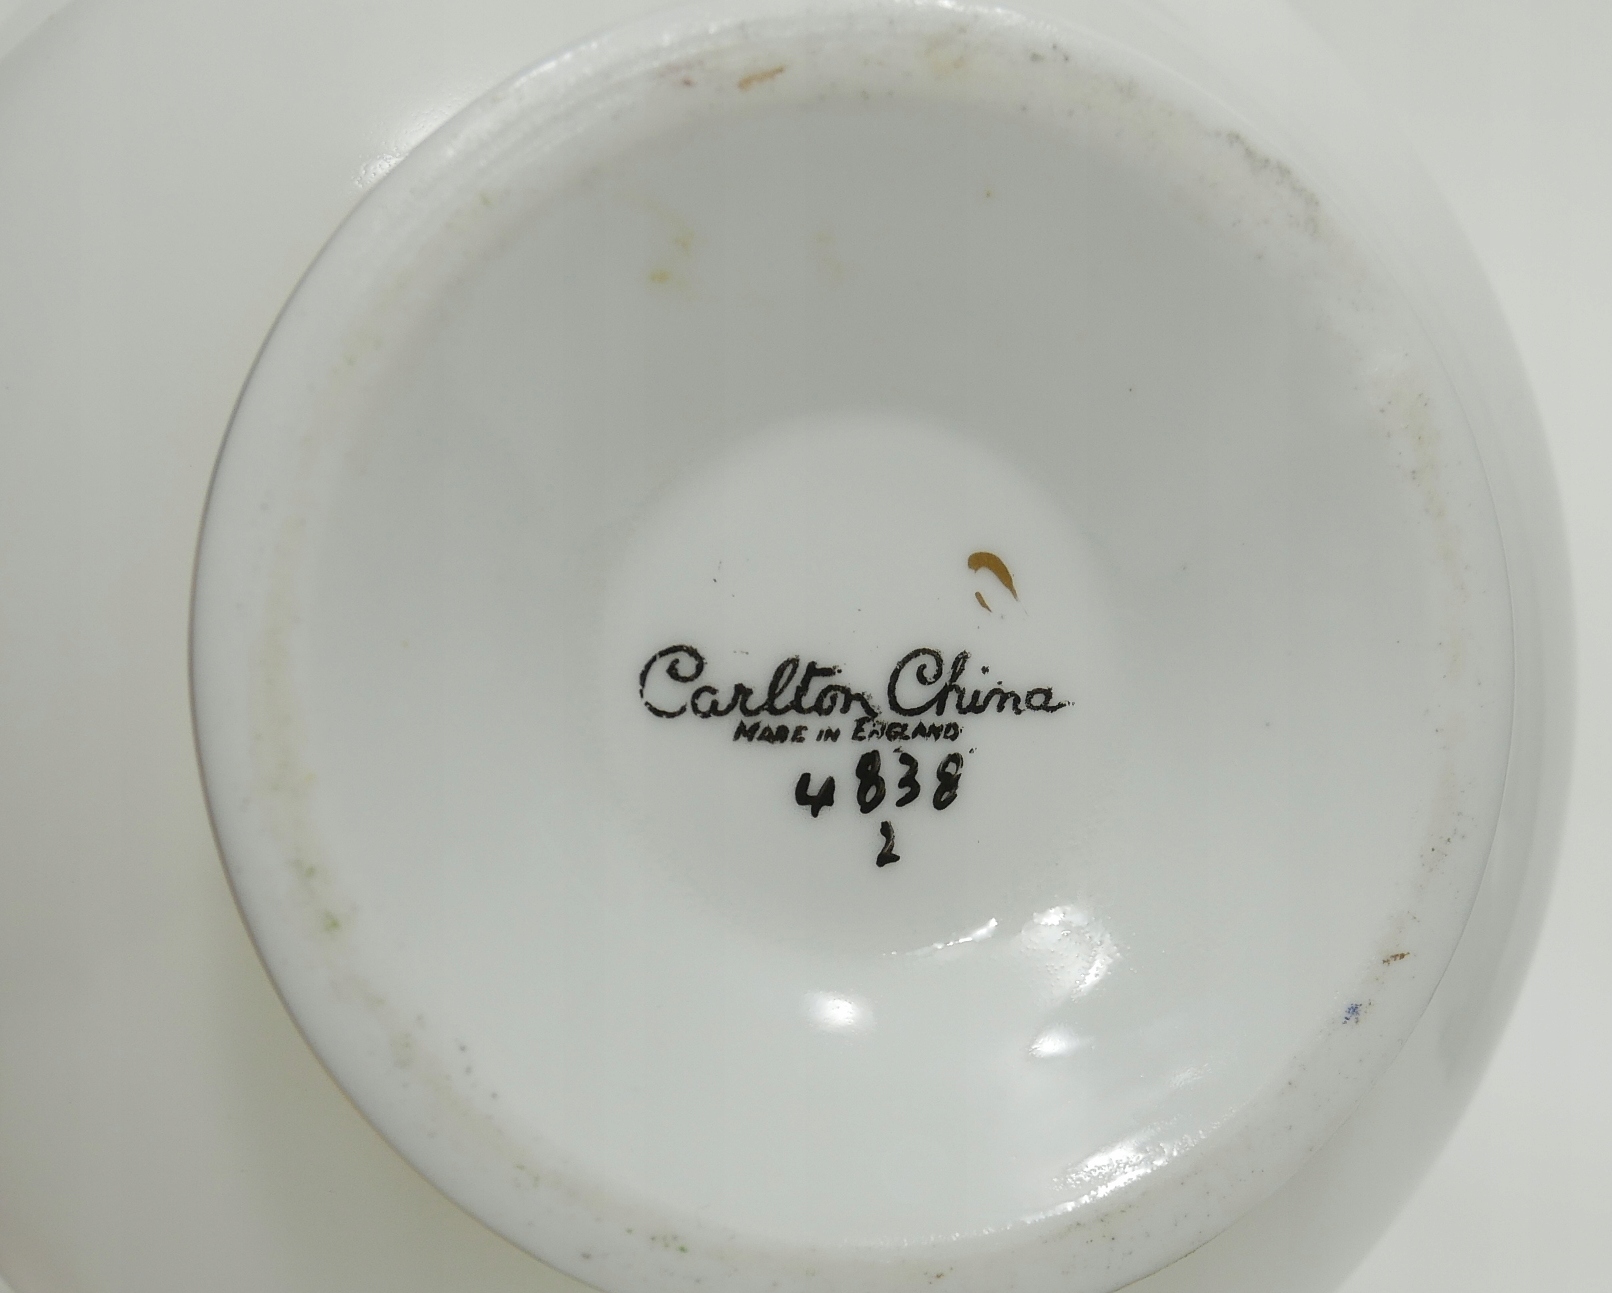 Carlton China
MADE IN ENGLAND
4838
2